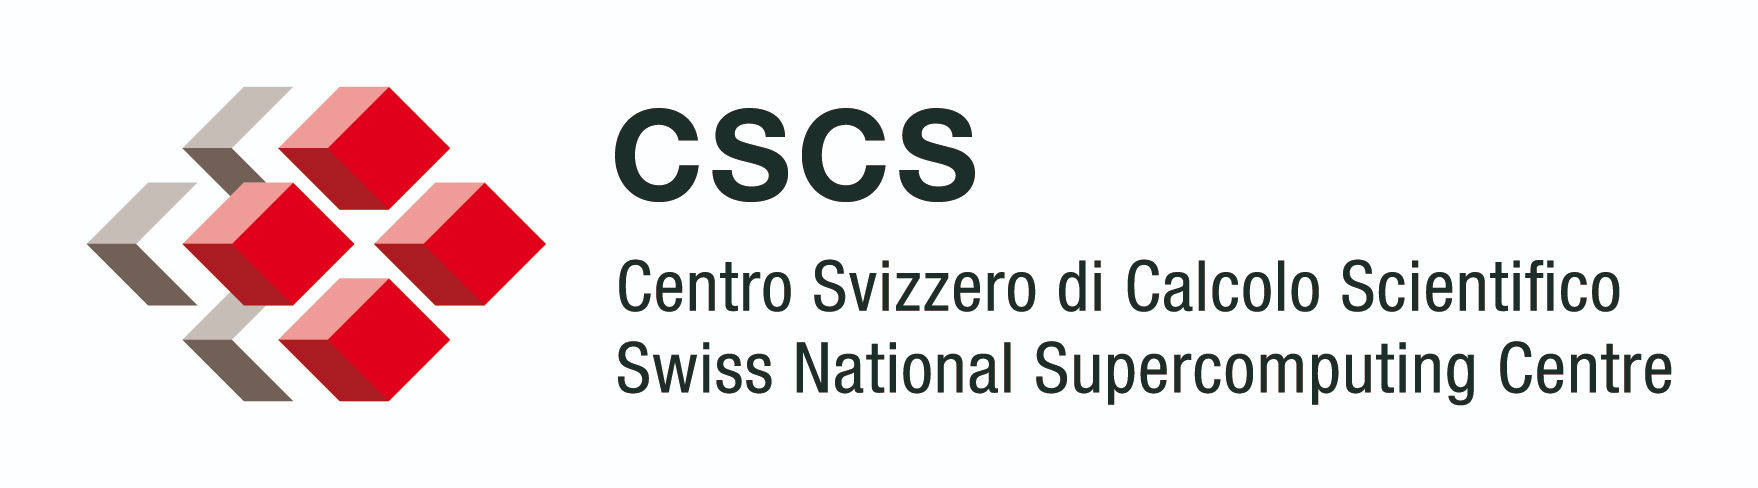 CSCS
Centro Svizzero di Calcolo Scientifico
Swiss National Supercomputing Centre